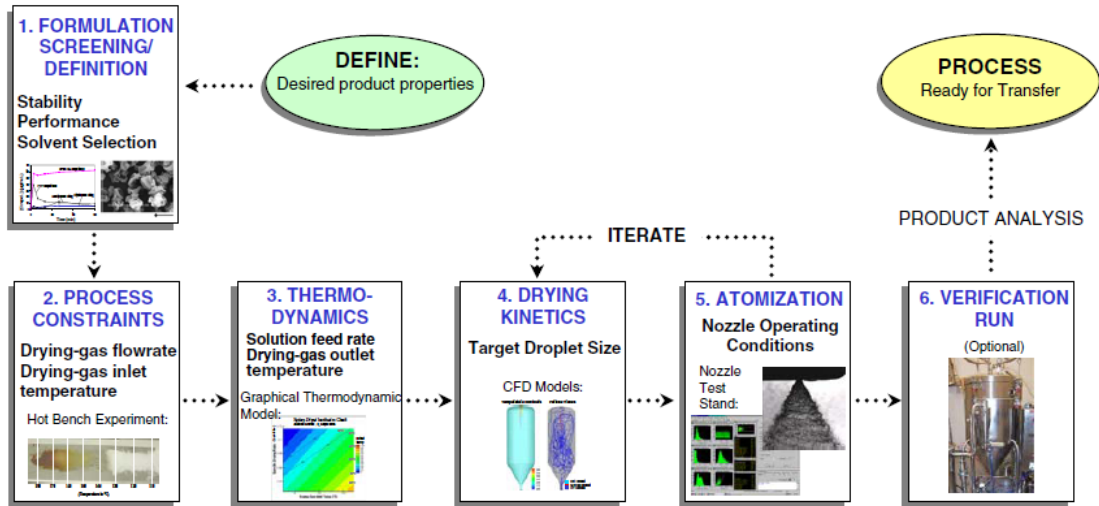 1. FORMULATION
SCREENING/
DEFINITION
Stability
Performance
Solvent Selection
DEFINE:
Desired product properties
PROCESS
Ready for Transfer
PRODUCT ANALYSIS
ITERATE
2. PROCESS
CONSTRAINTS
Drying-gas flowrate
Drying-gas inlet
temperature
Hot Bench Experiment:
3. THERMO-
DYNAMICS
Solution feed rate
Drying-gas outlet
temperature
Graphical Thermodynamic
Model:
4. DRYING
KINETICS
Target Droplet Size
CFD Models:
5. ATOMIZATION
Nozzle Operating
Conditions
Nozzle
Test
Stand:
6. VERIFICATION
RUN
(Optional)